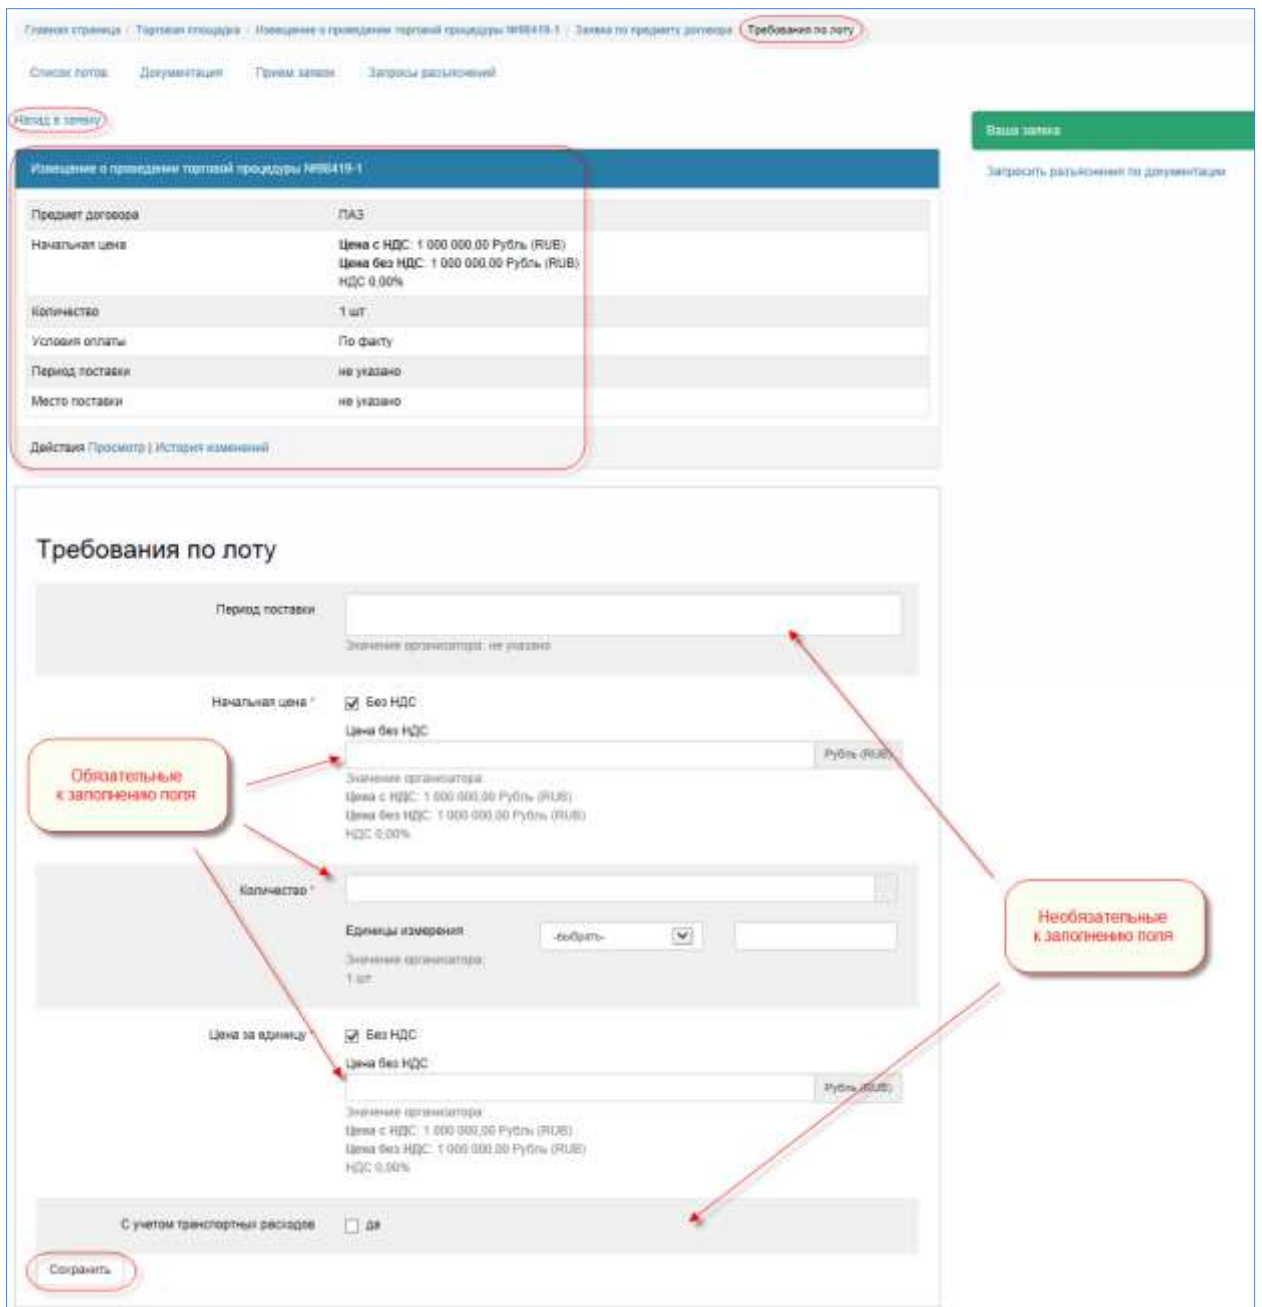 Главная страница / Торговая площадка / Извещение о проведении торговой процедуры №98419-1 / Заявка по предмету договора / Требования по лоту
Список лотов Документация Прием заявок Запросы разъяснений
Назад в заявку
Ваша заявка
Запросить разъяснения по документации
Извещение о проведении торговой процедуры №98419-1
Предмет договора ПАЗ
Начальная цена Цена с НДС: 1 000 000,00 Рубль (RUB)
Цена без НДС: 1 000 000,00 Рубль (RUB)
НДС 0,00%
Количество 1 шт
Условия оплаты По факту
Период поставки не указано
Место поставки не указано
Действия Просмотр | История изменений
Требования по лоту
Период поставки
Значение организатора: не указано
Начальная цена * Без НДС
Цена без НДС
Рубль (RUB)
Обязательные
к заполнению поля
Значение организатора:
Цена с НДС: 1 000 000,00 Рубль (RUB)
Цена без НДС: 1 000 000,00 Рубль (RUB)
НДС 0,00%
Количество *
Единицы измерения -выбрать-
Значение организатора:
1 шт
Необязательные
к заполнению поля
Цена за единицу * Без НДС
Цена без НДС
Рубль (RUB)
Значение организатора:
Цена с НДС: 1 000 000,00 Рубль (RUB)
Цена без НДС: 1 000 000,00 Рубль (RUB)
НДС 0,00%
С учетом транспортных расходов да
Сохранить